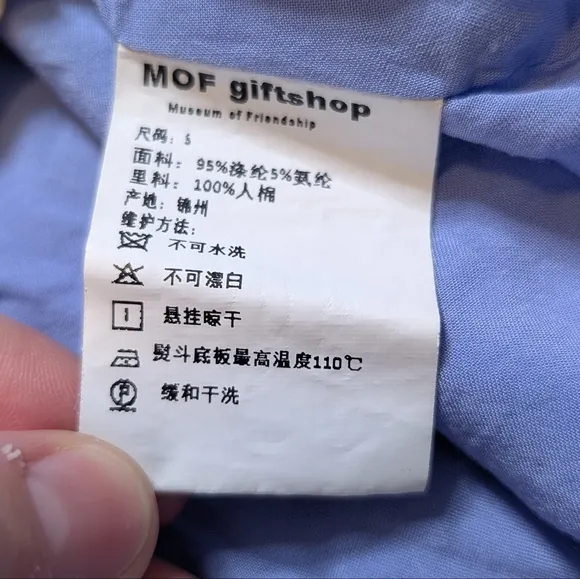 MOF giftshop
Museum of Friendship
尺码: S
面料: 95%涤纶5%氨纶
里料: 100%人棉
产地: 锦州
维护方法:
不可水洗
不可漂白
悬挂晾干
熨斗底板最高温度110℃
P 缓和干洗